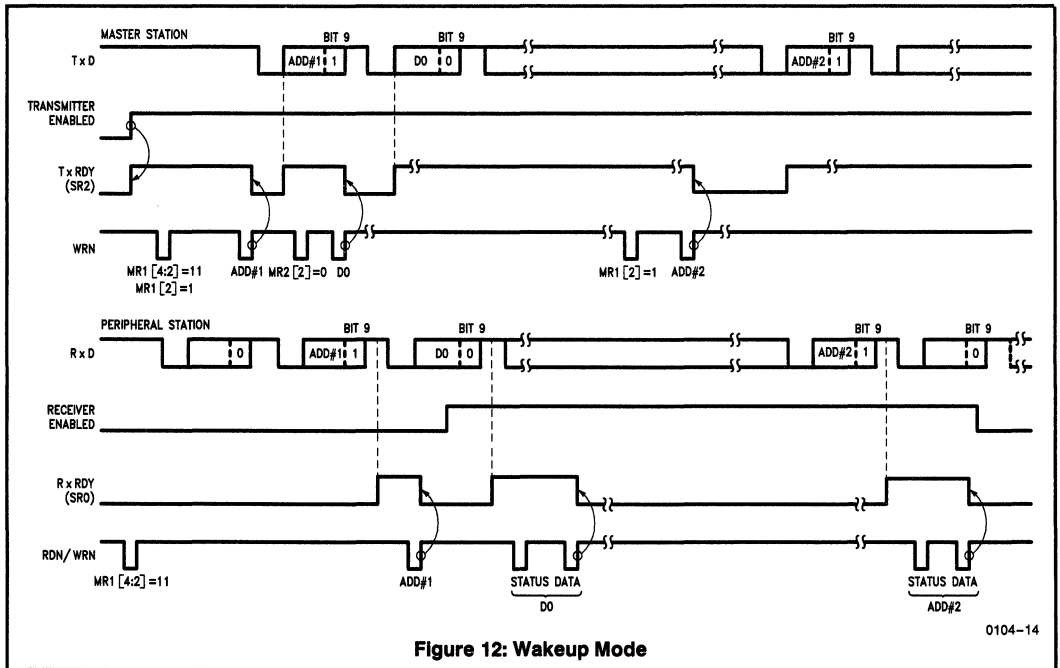 MASTER STATION
BIT 9 BIT 9 BIT 9
T x D ADD#1 1 D0 0 ADD#2 1
TRANSMITTER
ENABLED
T x RDY
(SR2)
WRN
MR1 [4:2] =11 ADD#1 MR2 [2] =0 D0 MR1 [2] =1 ADD#2
MR1 [2] =1
PERIPHERAL STATION
BIT 9 BIT 9 BIT 9 BIT 9
R x D 0 ADD#1 1 D0 0 ADD#2 1 0
RECEIVER
ENABLED
R x RDY
(SR0)
RDN/WRN
MR1 [4:2] =11 ADD#1 STATUS DATA STATUS DATA
D0 ADD#2
0104-14
Figure 12: Wakeup Mode